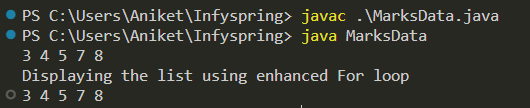 PS C:\Users\Aniket\Infyspring> javac .\MarksData.java
PS C:\Users\Aniket\Infyspring> java MarksData
3 4 5 7 8
Displaying the list using enhanced For loop
3 4 5 7 8